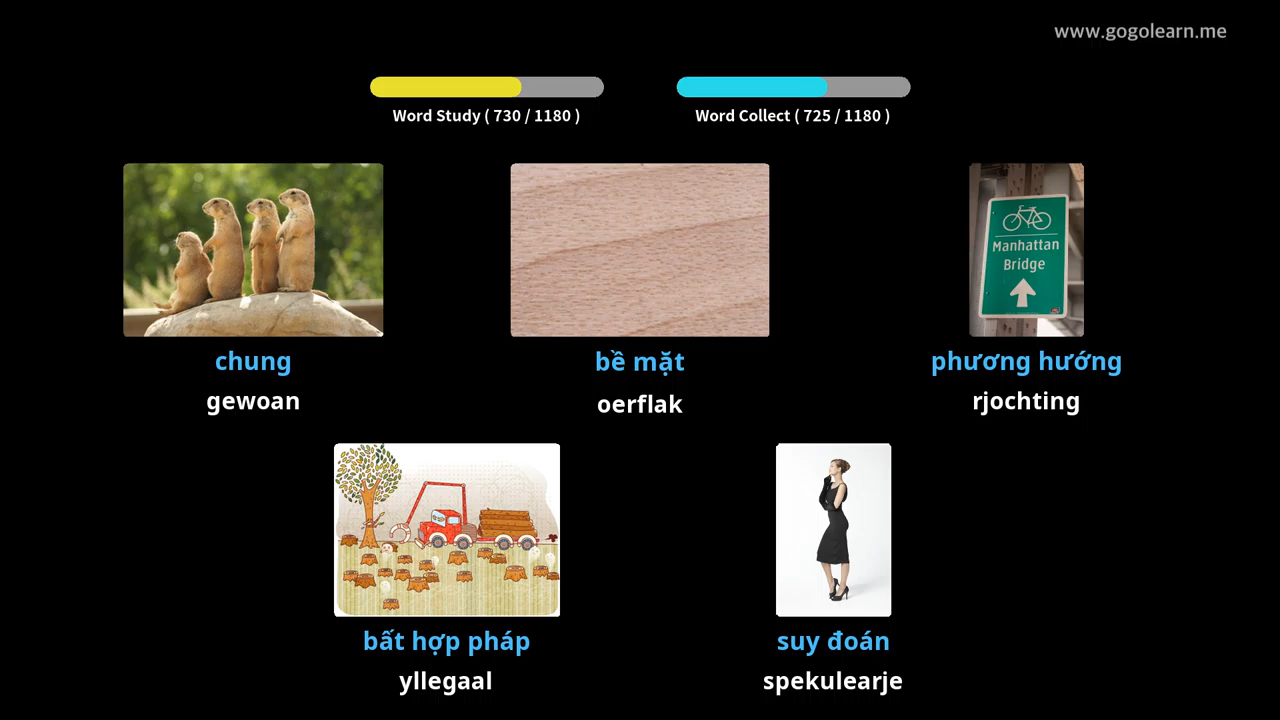 www.gogolearn.me
Word Study ( 730 / 1180 )
Word Collect ( 725 / 1180 )
Manhattan
Bridge
chung
bề mặt
phương hướng
gewoan
oerflak
rjochting
bất hợp pháp
suy đoán
yllegaal
spekulearje